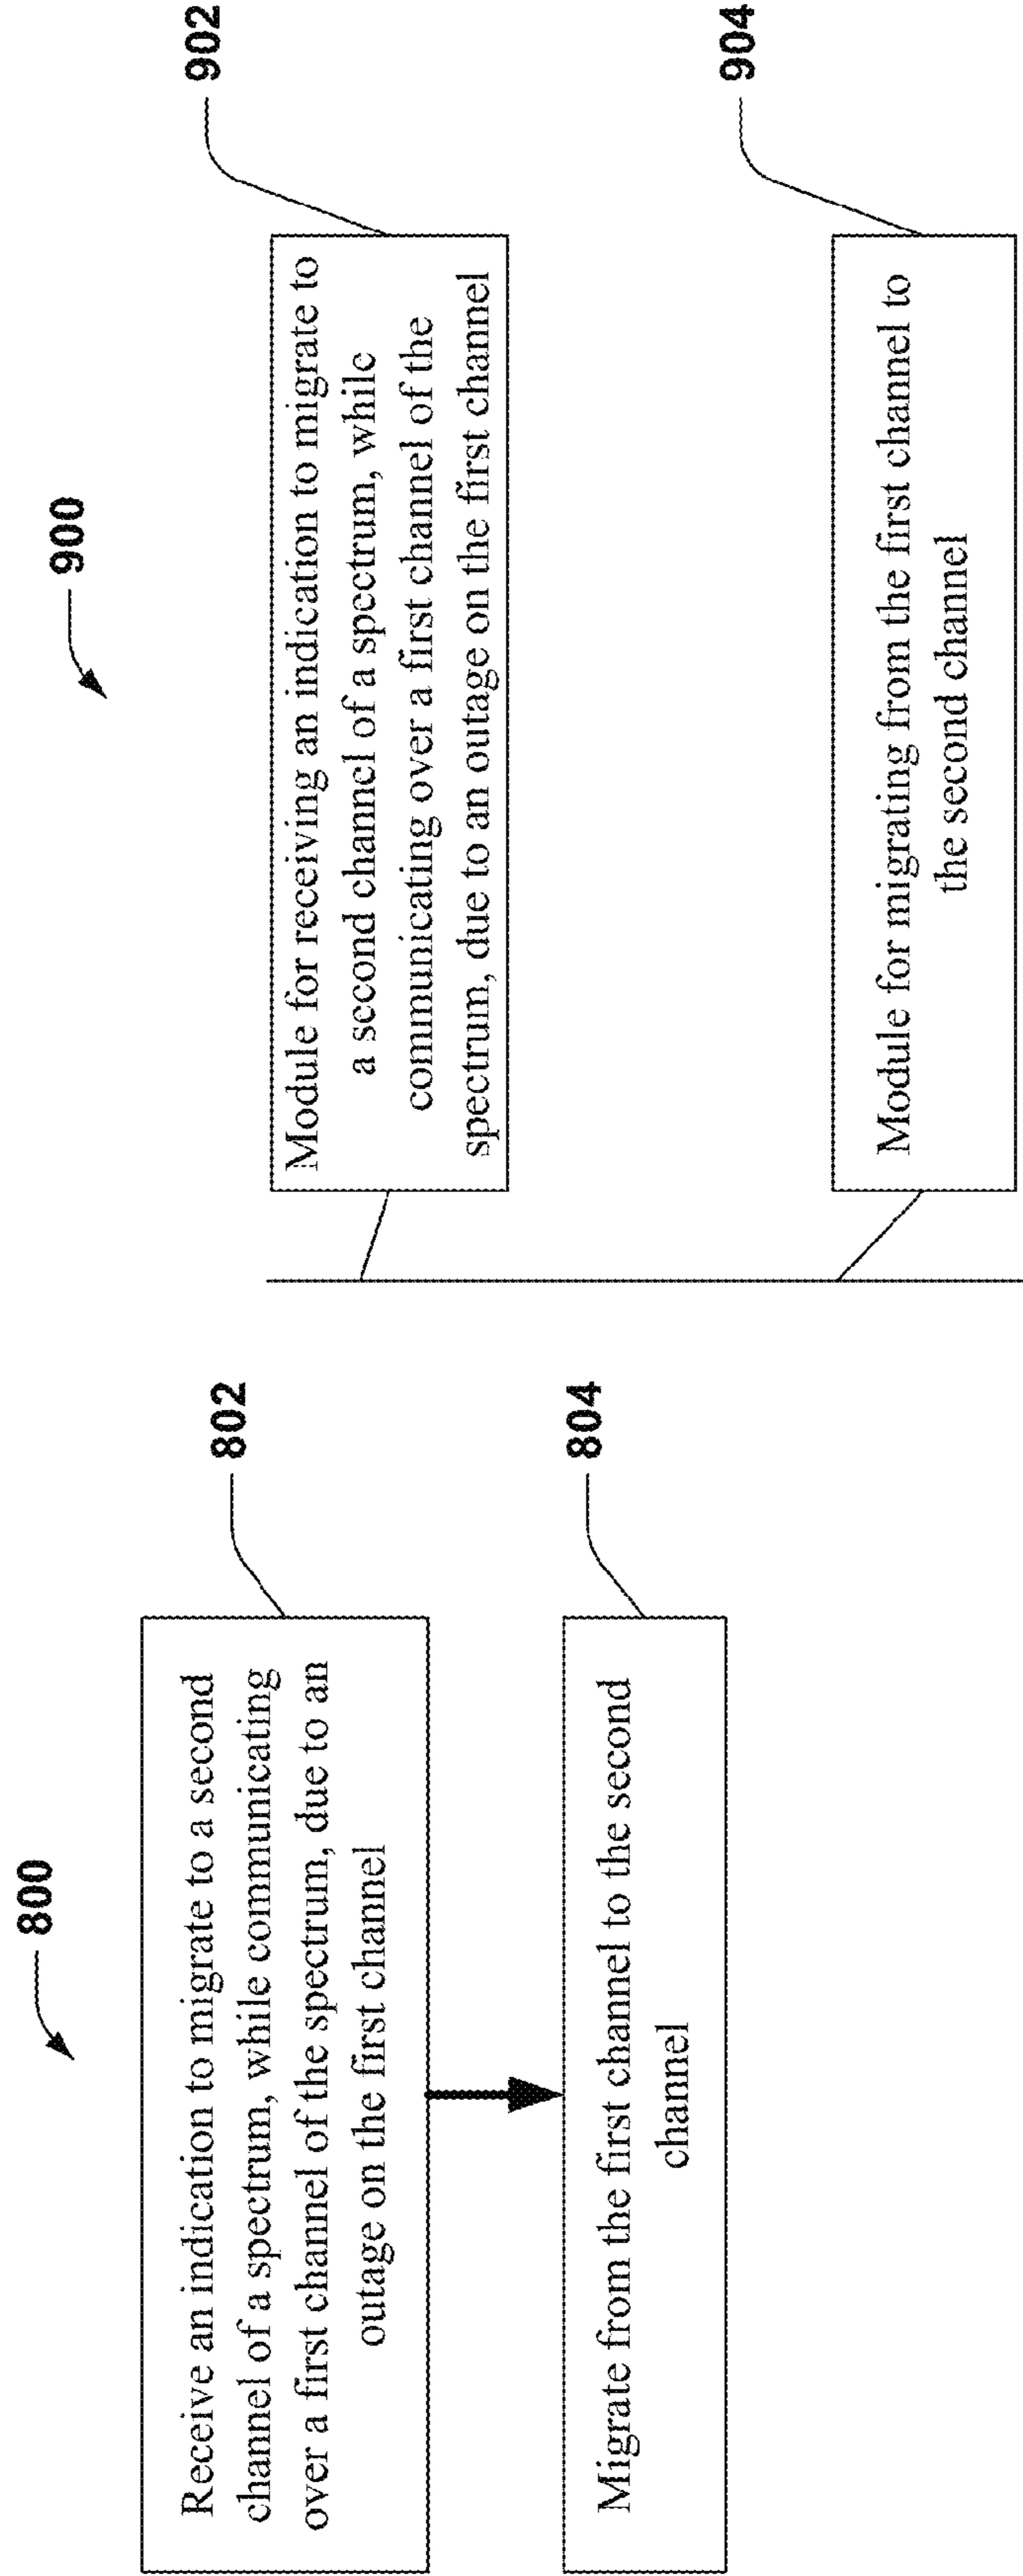 800
Receive an indication to migrate to a second
channel of a spectrum, while communicating
over a first channel of the spectrum, due to an
outage on the first channel
802
Migrate from the first channel to the second
channel
804
900
Module for receiving an indication to migrate to
a second channel of a spectrum, while
communicating over a first channel of the
spectrum, due to an outage on the first channel
902
Module for migrating from the first channel to
the second channel
904